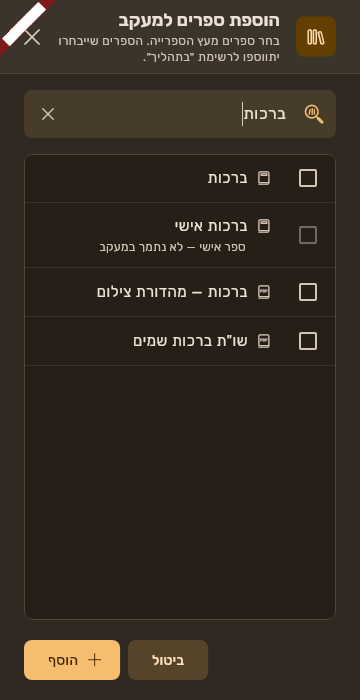 הוספת ספרים למעקב
בחר ספרים מעץ הספרייה. הספרים שייבחרו
יתווספו לרשימת "בתהליך".
ברכות
ברכות
ברכות אישי
ספר אישי – לא נתמך במעקב
ברכות – מהדורת צילום
שו"ת ברכות שמים
ביטול
הוסף